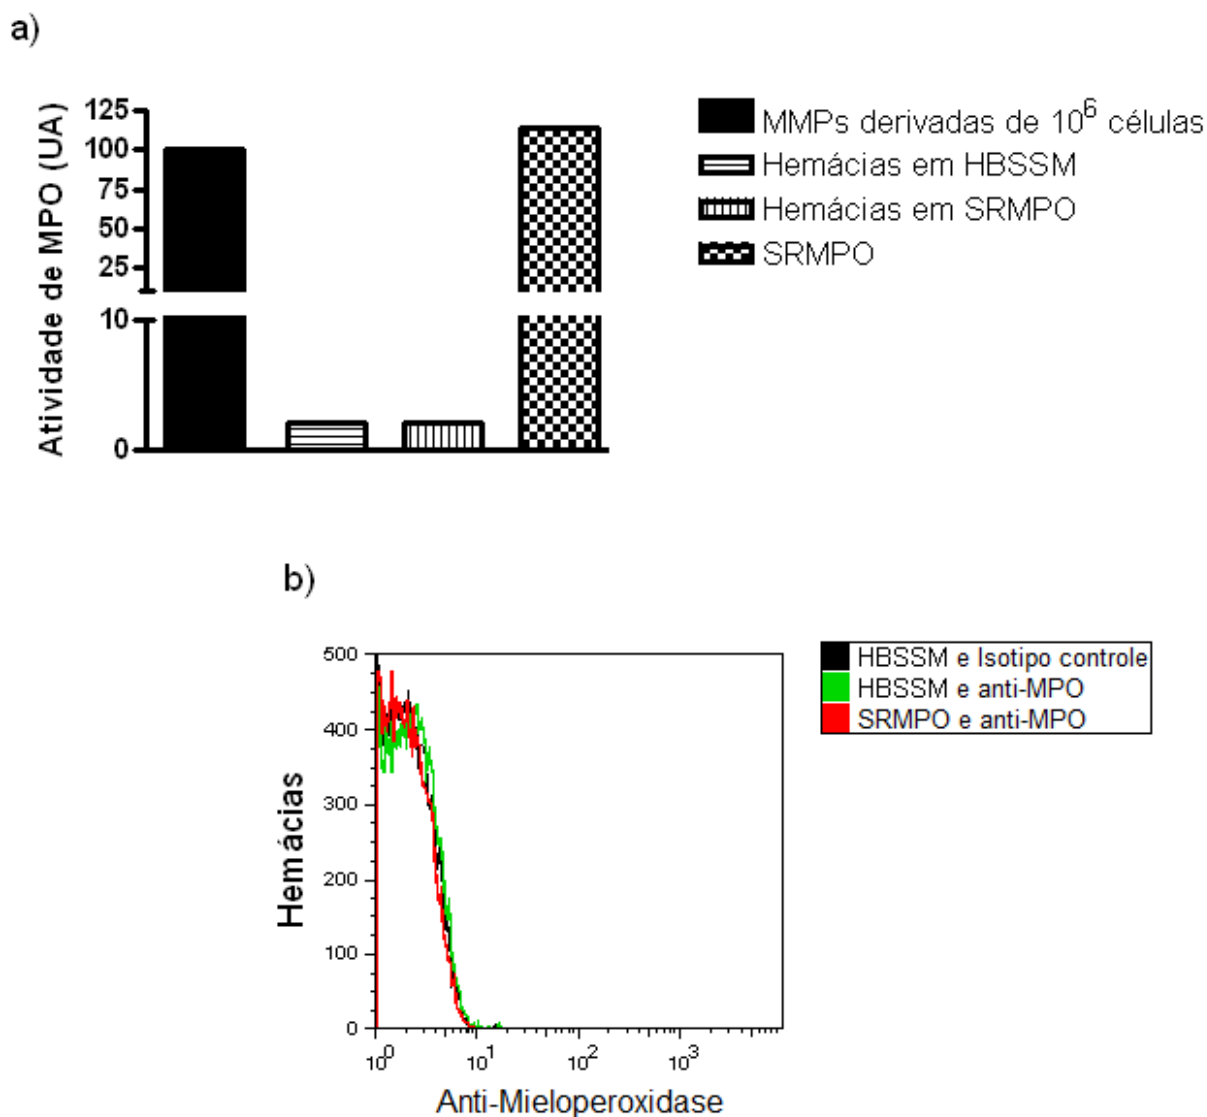 a)
Atividade de MPO (UA)
125
100
75
50
25
10
0
MMPs derivadas de 10⁶ células
Hemácias em HBSSM
Hemácias em SRMPO
SRMPO
b)
Hemácias
500
400
300
200
100
0
10⁰ 10¹ 10² 10³
Anti-Mieloperoxidase
HBSSM e Isotipo controle
HBSSM e anti-MPO
SRMPO e anti-MPO